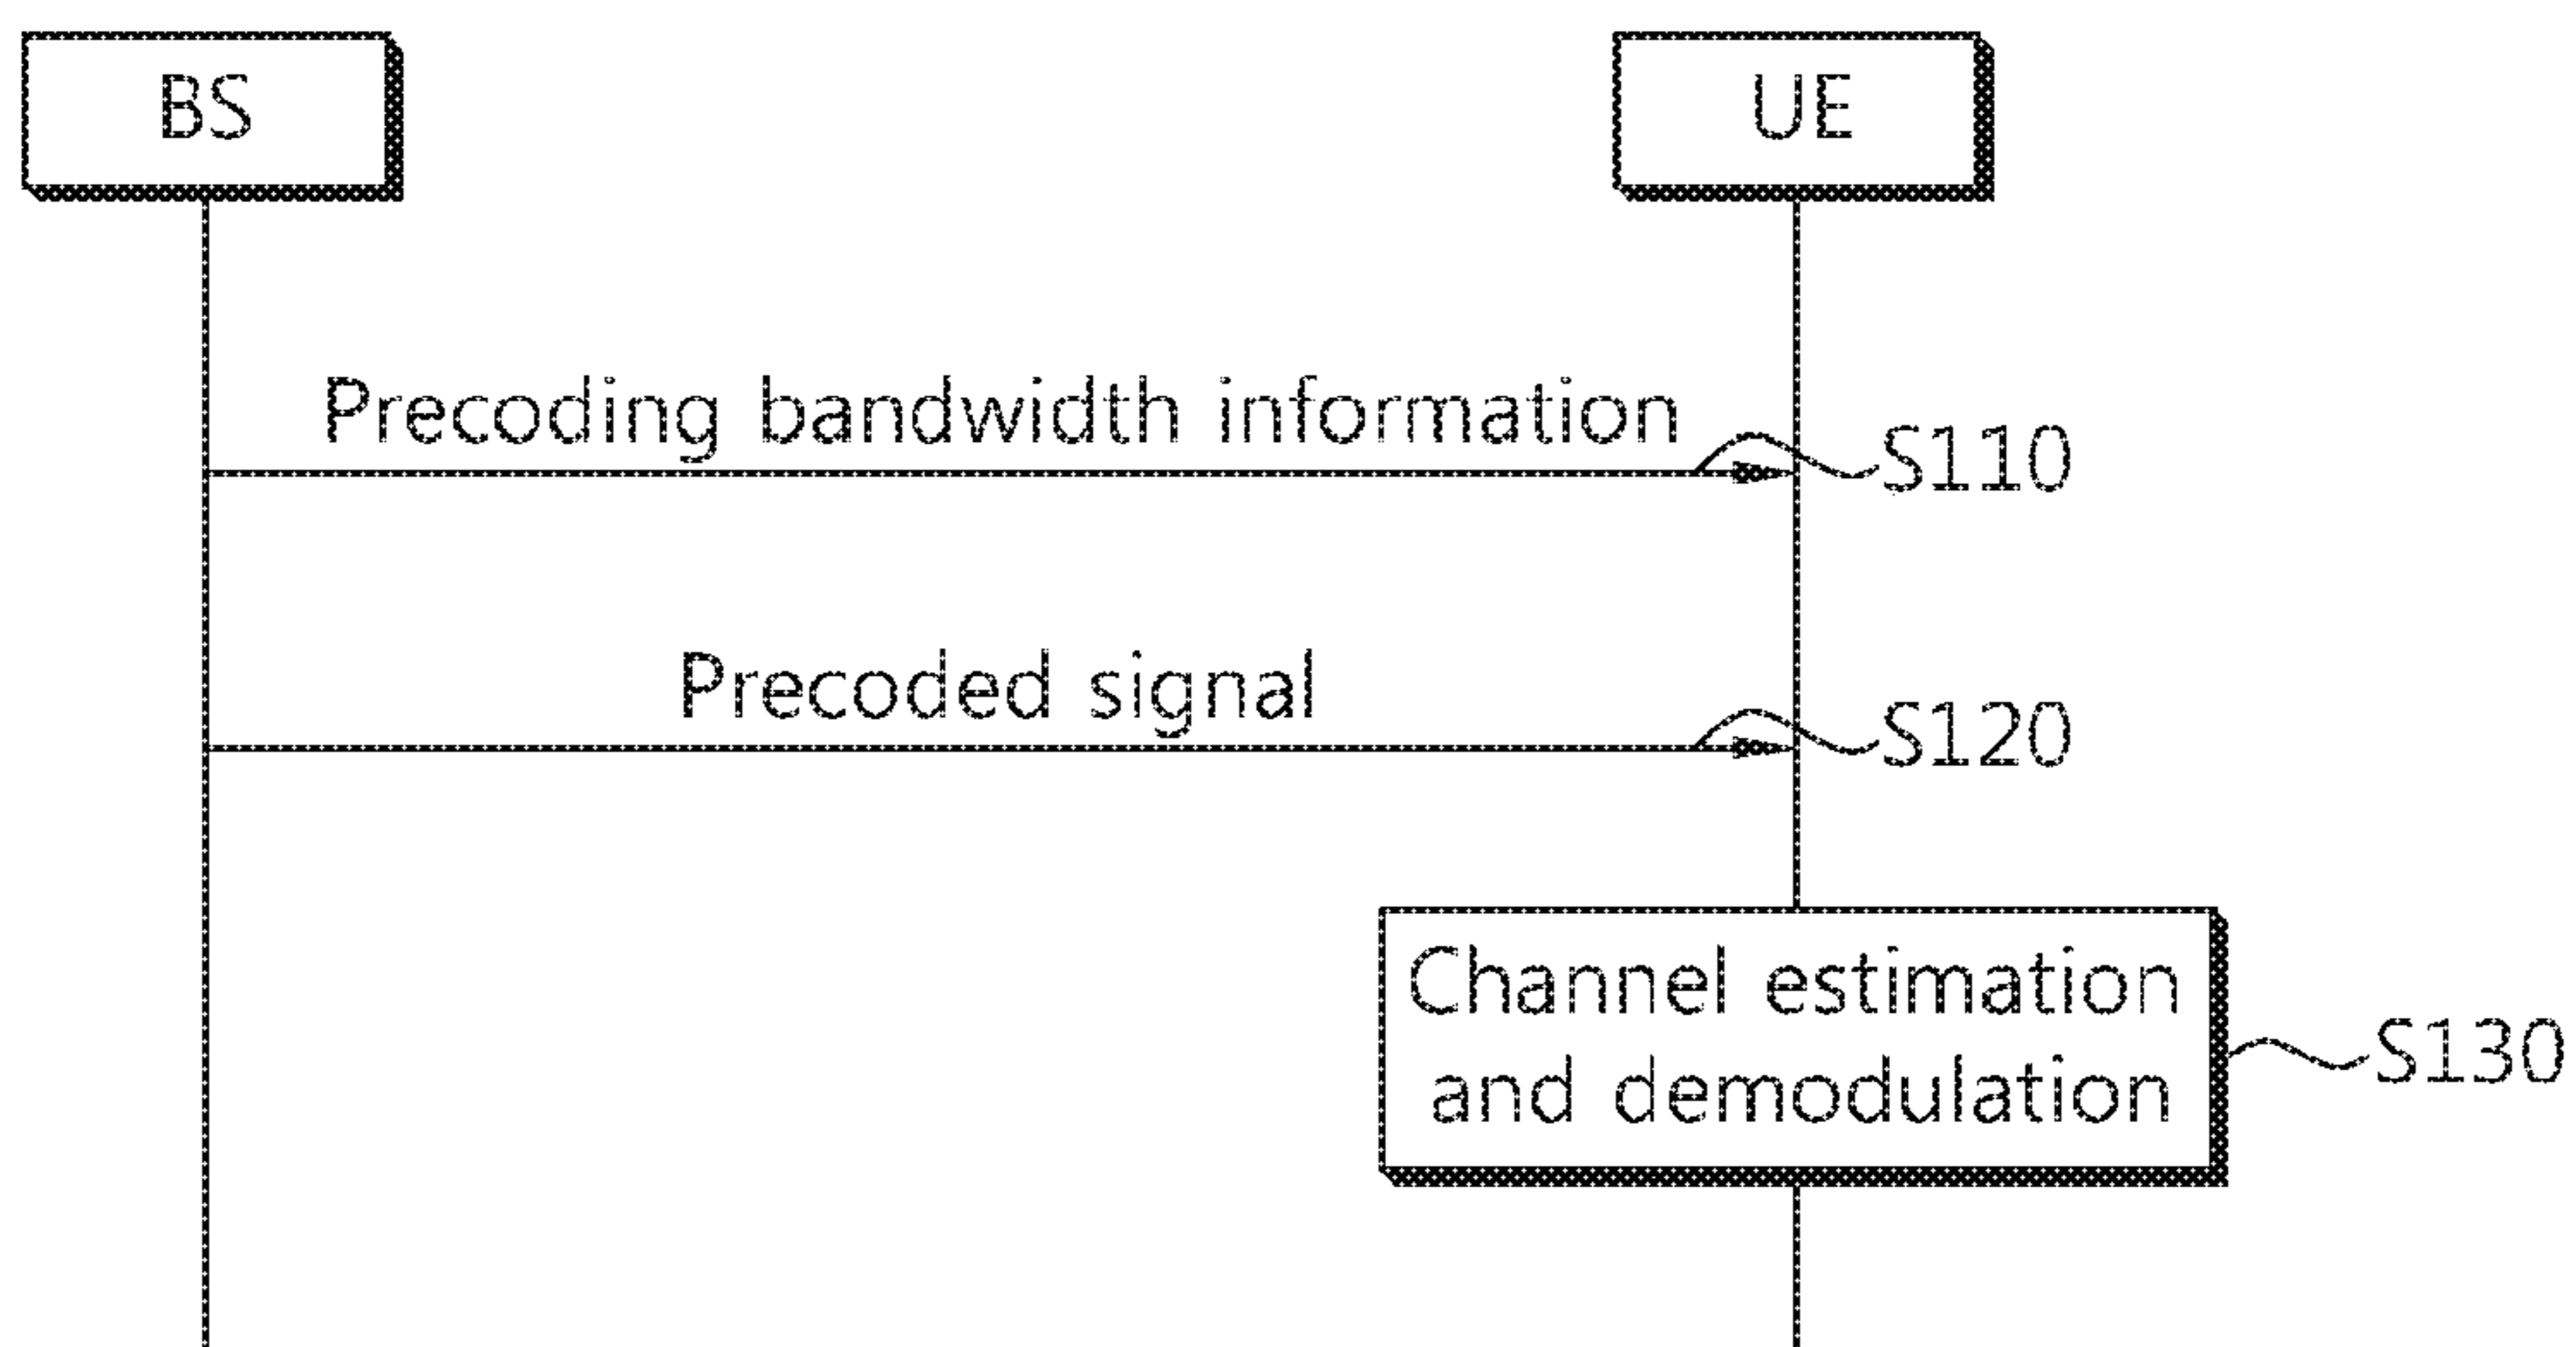 BS
UE
Precoding bandwidth information
S110
Precoded signal
S120
Channel estimation
and demodulation
S130